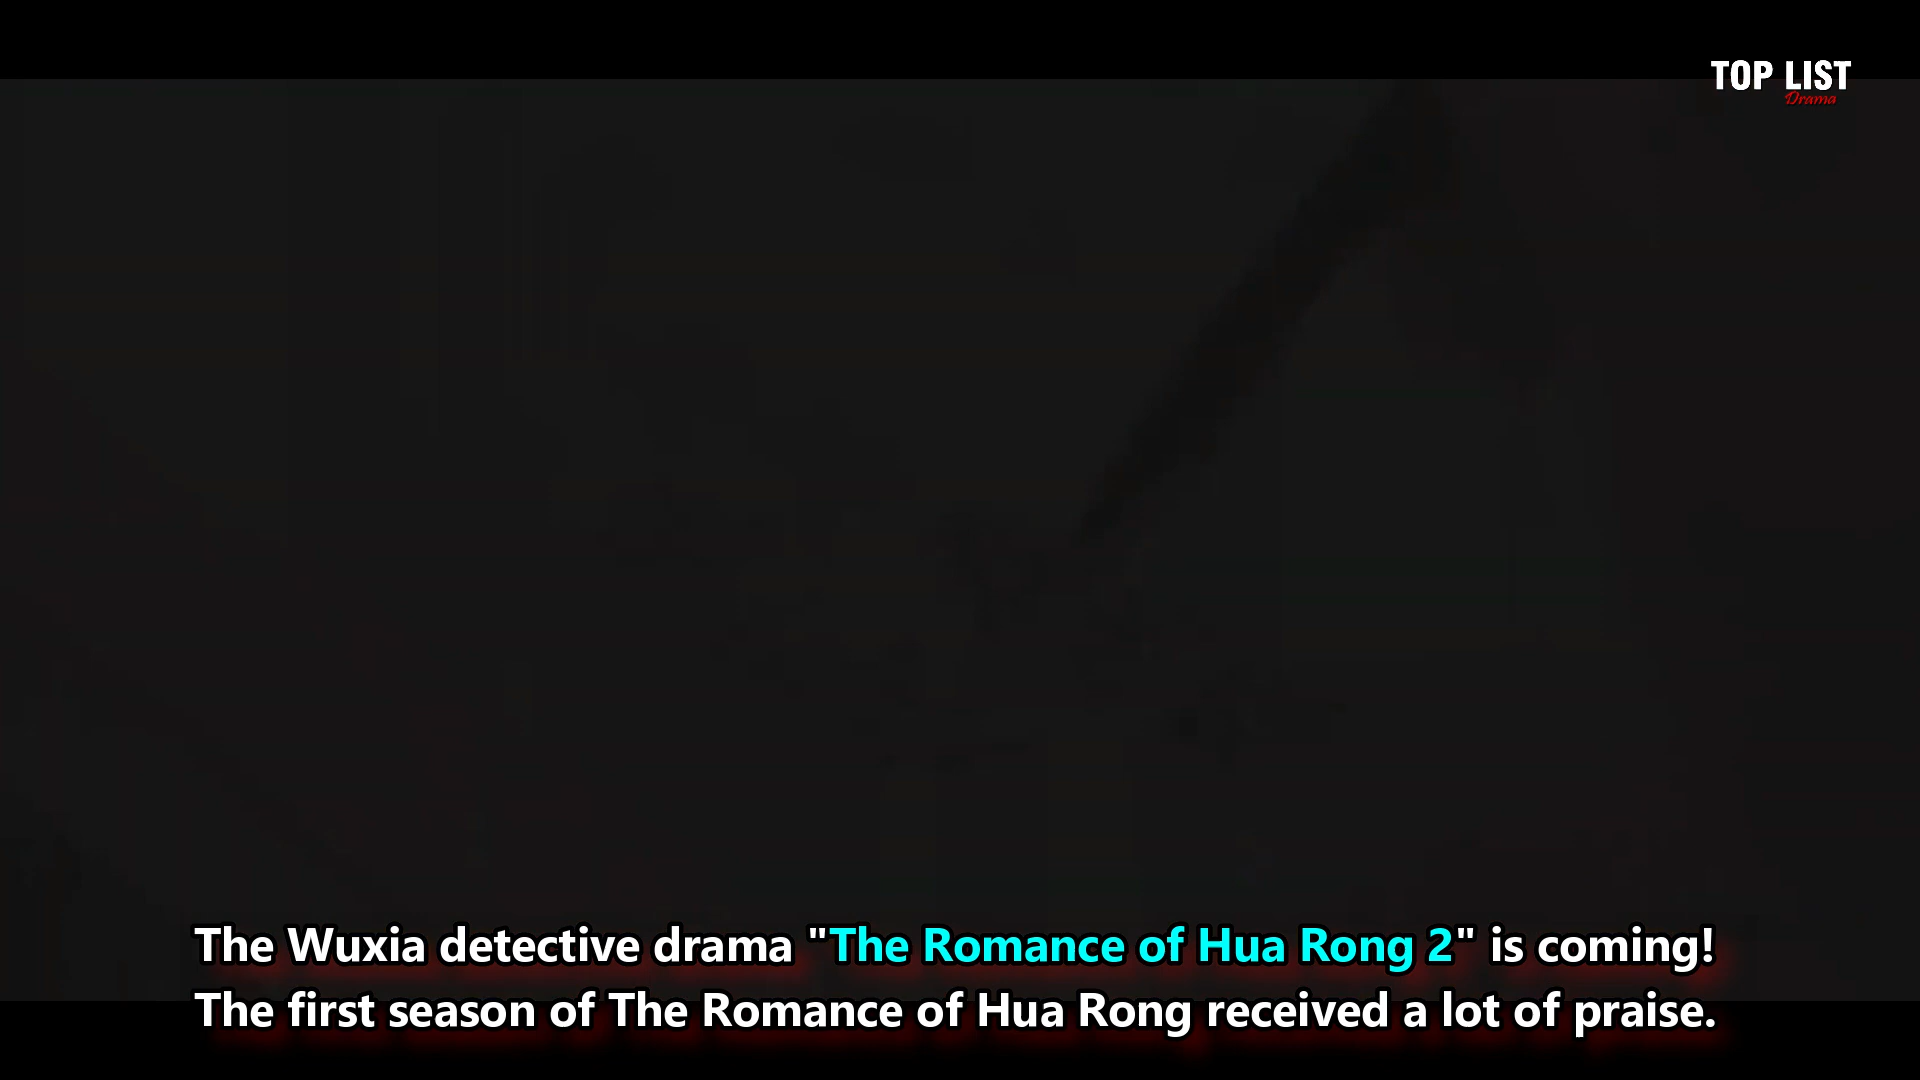 TOP LIST
Drama
The Wuxia detective drama "The Romance of Hua Rong 2" is coming!
The first season of The Romance of Hua Rong received a lot of praise.